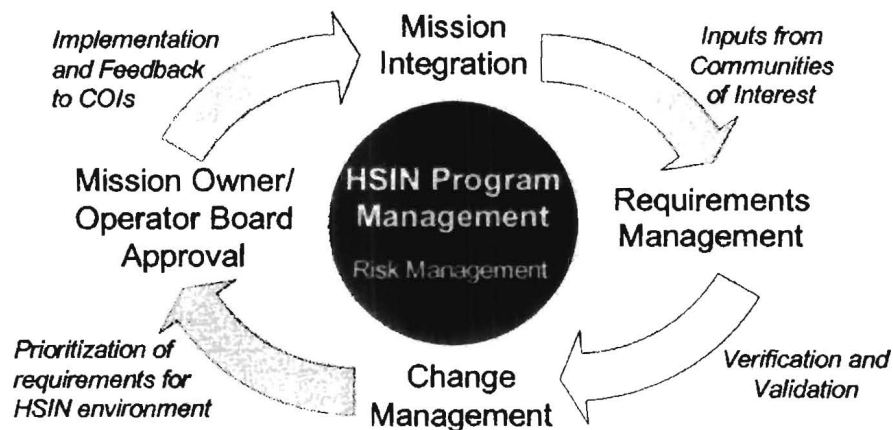 Mission
Integration
Inputs from
Communities
of Interest
Requirements
Management
Verification and
Validation
Change
Management
Prioritization of
requirements for
HSIN environment
Mission Owner/
Operator Board
Approval
Implementation
and Feedback
to COIs
HSIN Program
Management
Risk Management